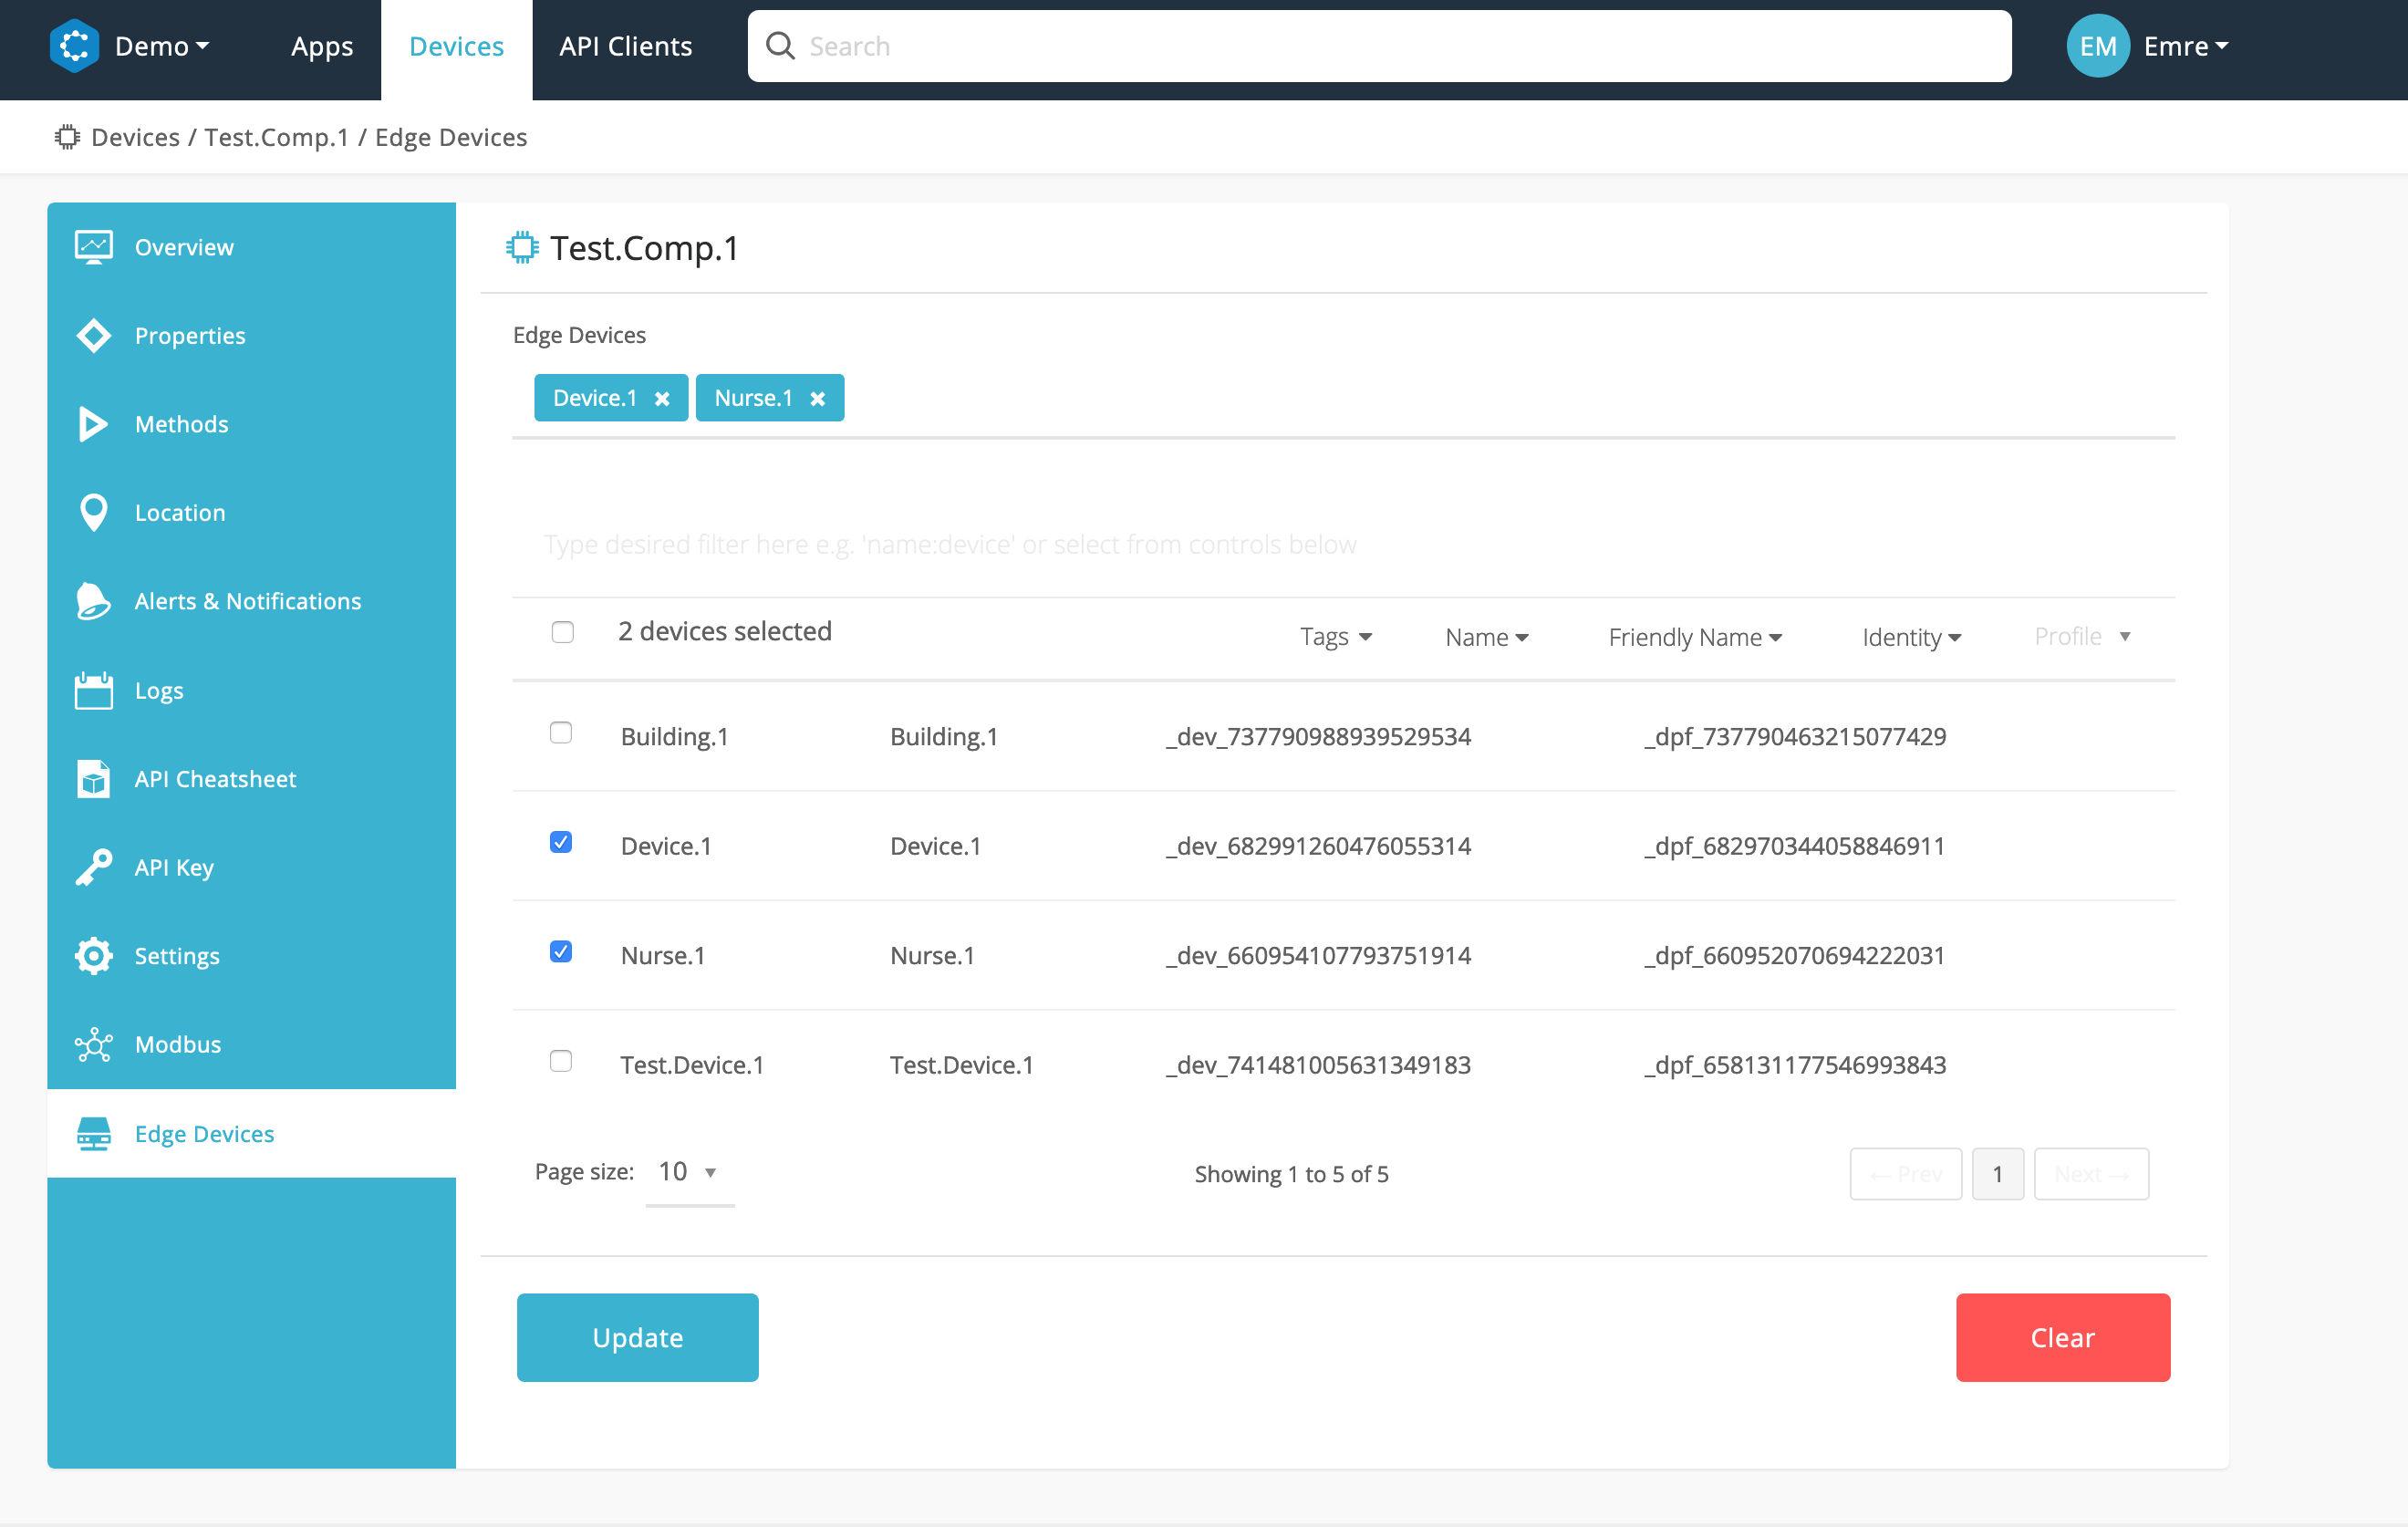 Demo Apps Devices API Clients Search EM Emre
Devices / Test.Comp.1 / Edge Devices
Overview
Properties
Methods
Location
Alerts & Notifications
Logs
API Cheatsheet
API Key
Settings
Modbus
Edge Devices
Test.Comp.1
Edge Devices
Device.1 Nurse.1
Type desired filter here e.g. 'name:device' or select from controls below
2 devices selected Tags Name Friendly Name Identity Profile
Building.1 Building.1 _dev_737790988939529534 _dpf_737790463215077429
Device.1 Device.1 _dev_682991260476055314 _dpf_682970344058846911
Nurse.1 Nurse.1 _dev_660954107793751914 _dpf_660952070694222031
Test.Device.1 Test.Device.1 _dev_741481005631349183 _dpf_658131177546993843
Page size: 10 Showing 1 to 5 of 5 ← Prev 1 Next →
Update Clear